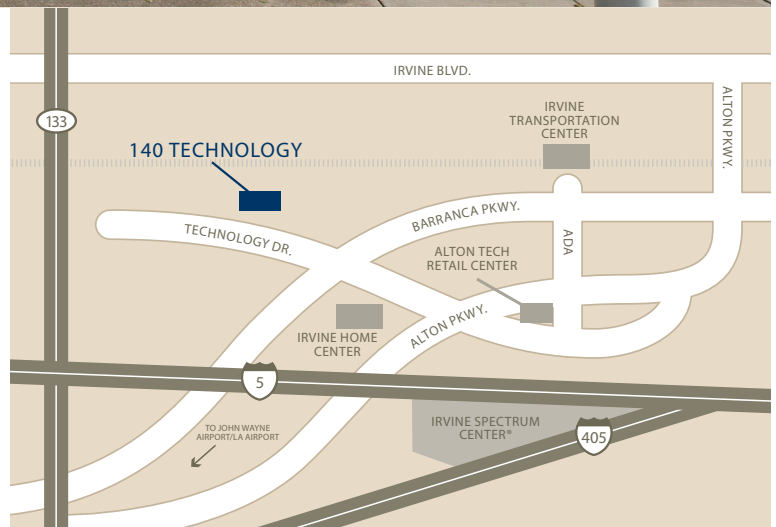 IRVINE BLVD.
ALTON PKWY.
133
IRVINE
TRANSPORTATION
CENTER
140 TECHNOLOGY
BARRANCA PKWY.
TECHNOLOGY DR.
ADA
ALTON TECH
RETAIL CENTER
ALTON PKWY.
IRVINE HOME
CENTER
5
IRVINE SPECTRUM
CENTER®
405
TO JOHN WAYNE
AIRPORT/LA AIRPORT